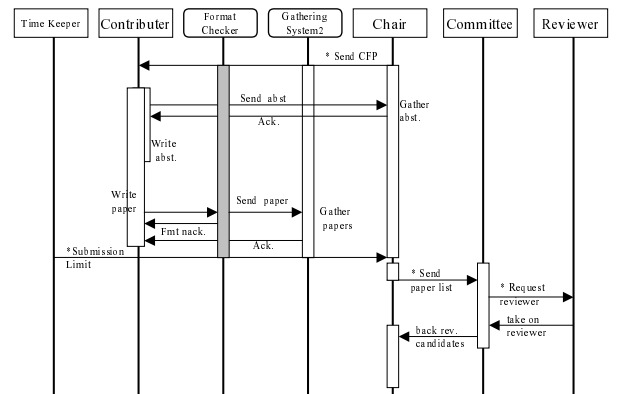 Time Keeper
Contributer
Format
Checker
Gathering
System2
Chair
Committee
Reviewer
* Send CFP
Send abst
Gather
abst.
Ack.
Write
abst.
Write
paper
Send paper
Gather
papers
Fmt nack.
Ack.
*Submission
Limit
* Send
paper list
* Request
reviewer
take on
reviewer
back rev.
candidates